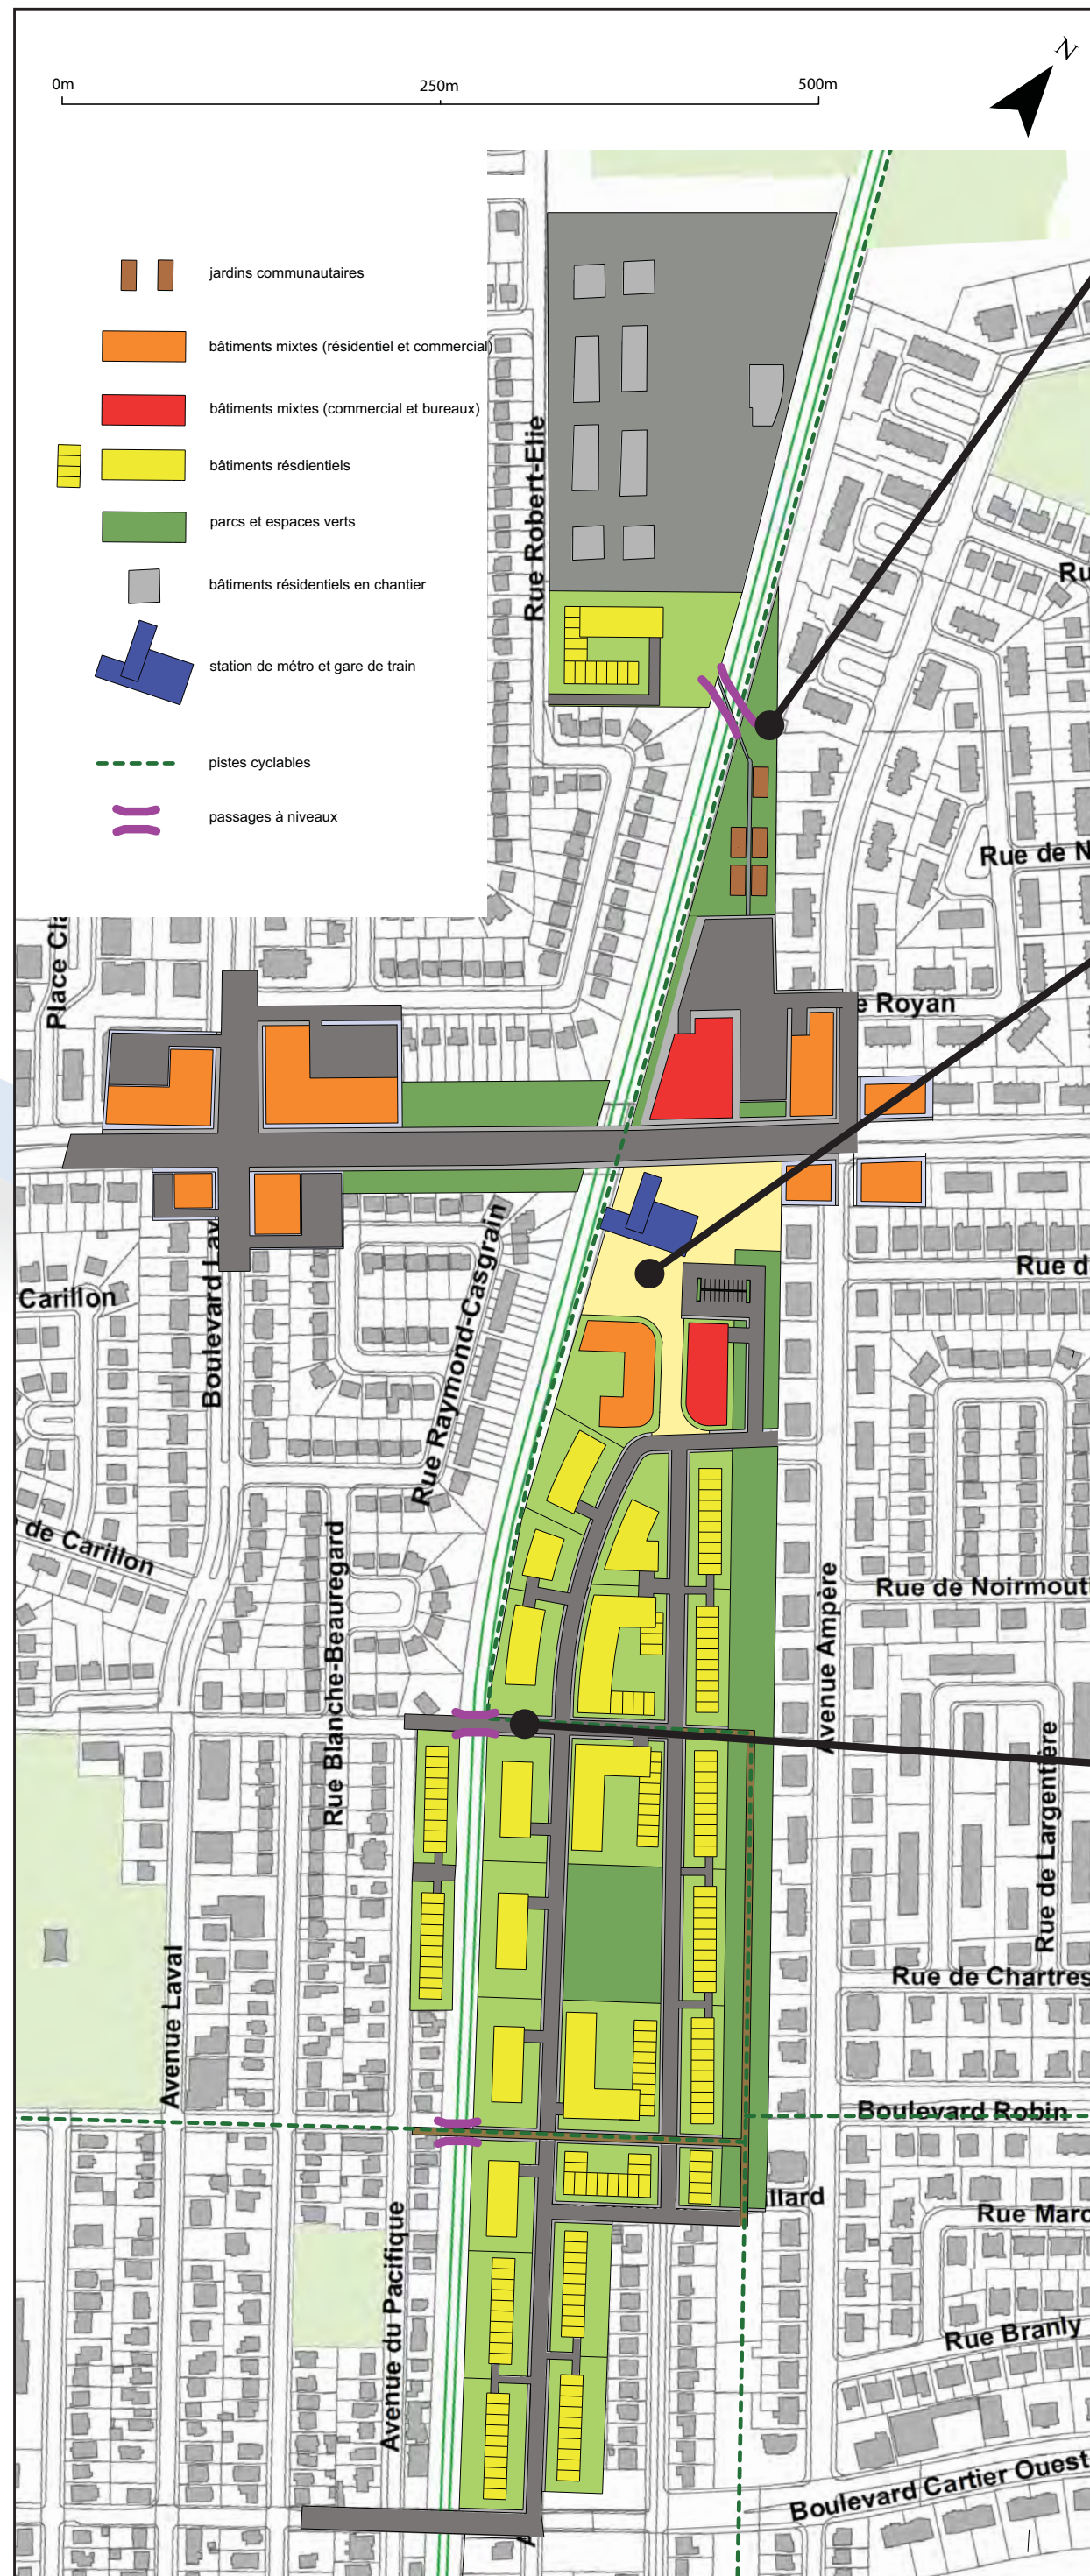 N
0m
250m
500m
jardins communautaires
bâtiments mixtes (résidentiel et commercial)
bâtiments mixtes (commercial et bureaux)
bâtiments résdientiels
parcs et espaces verts
bâtiments résidentiels en chantier
station de métro et gare de train
pistes cyclables
passages à niveaux
Rue Robert-Elie
Ru
Rue de N
Place Cla
e Royan
Boulevard Lav
Carillon
Rue Raymond-Casgrain
Rue d
de Carillon
Rue Blanche-Beauregard
Avenue Ampère
Rue de Noirmout
Rue de Largentière
Rue de Chartres
Avenue Laval
Boulevard Robin
llard
Rue Marc
Avenue du Pacifique
Rue Branly
Boulevard Cartier Ouest
A